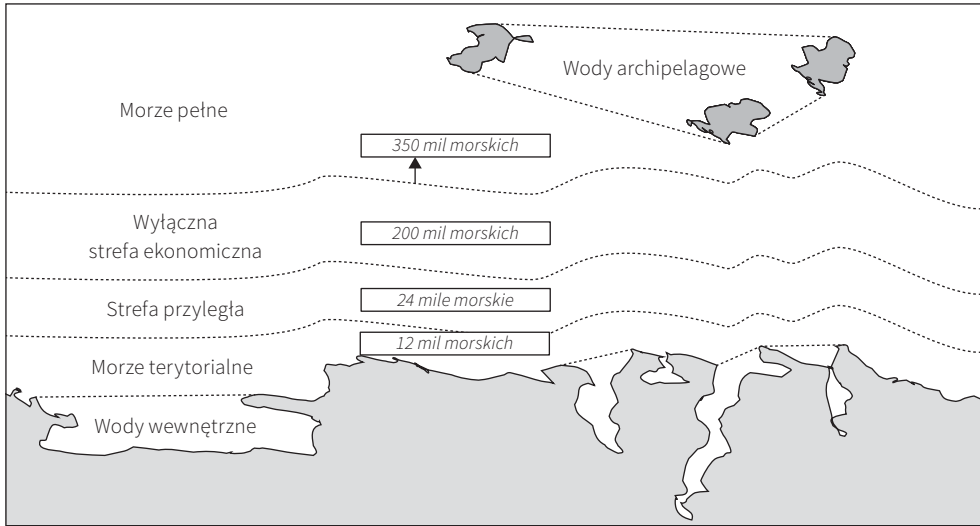 Wody archipelagowe
Morze pełne
350 mil morskich
Wyłączna
strefa ekonomiczna
200 mil morskich
Strefa przyległa
24 mile morskie
12 mil morskich
Morze terytorialne
Wody wewnętrzne